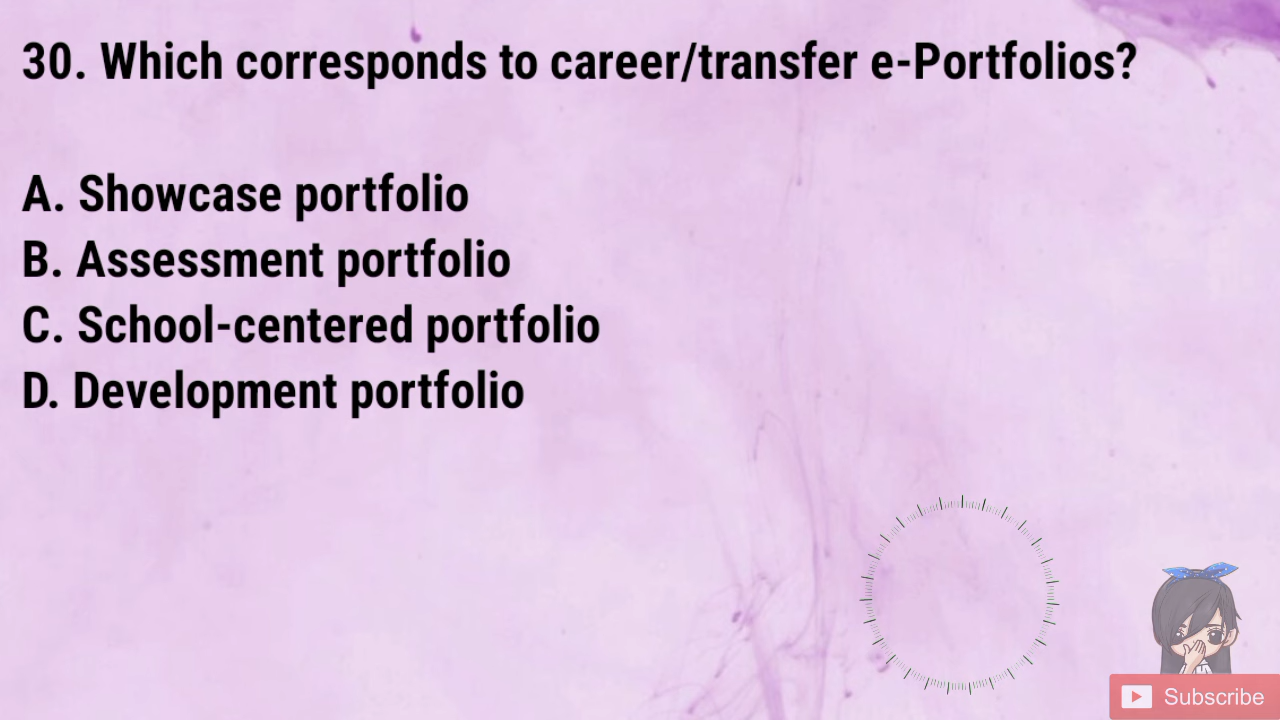 30. Which corresponds to career/transfer e-Portfolios?
A. Showcase portfolio
B. Assessment portfolio
C. School-centered portfolio
D. Development portfolio
Subscribe